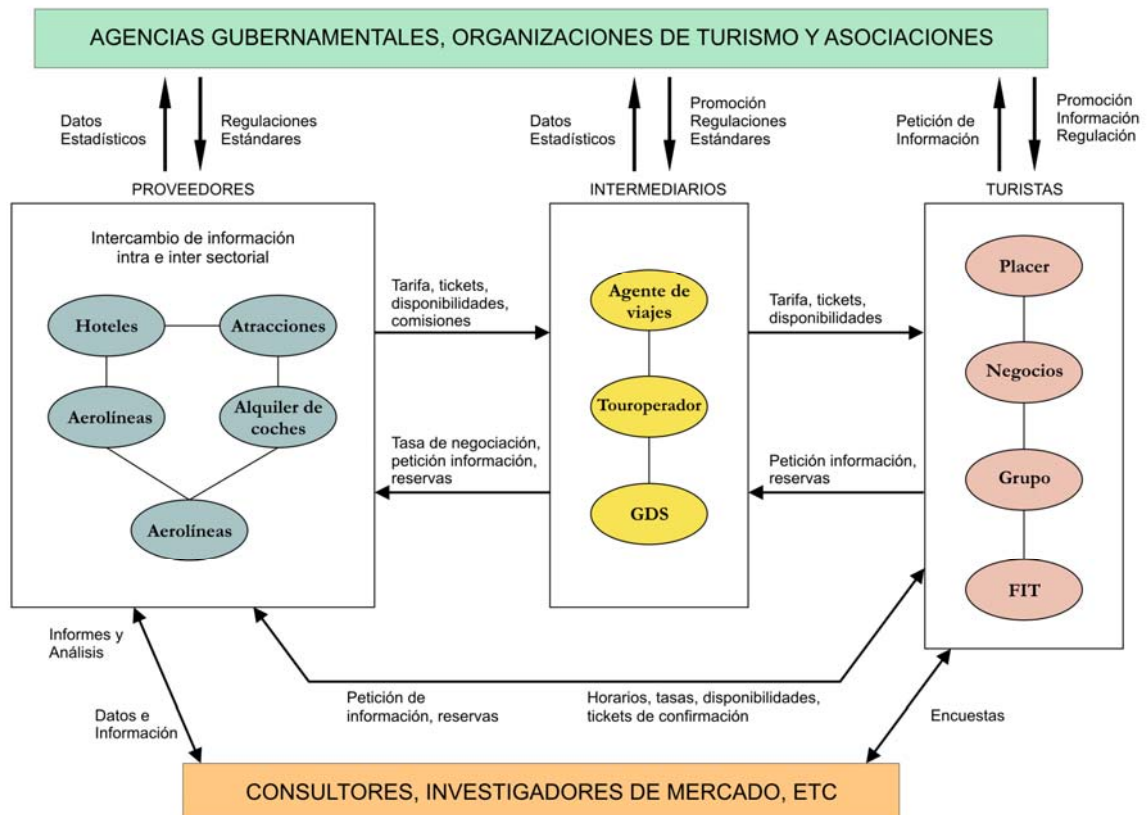 AGENCIAS GUBERNAMENTALES, ORGANIZACIONES DE TURISMO Y ASOCIACIONES
Datos
Estadísticos
Regulaciones
Estándares
Datos
Estadísticos
Promoción
Regulaciones
Estándares
Petición de
Información
Promoción
Información
Regulación
PROVEEDORES
INTERMEDIARIOS
TURISTAS
Intercambio de información
intra e inter sectorial
Hoteles
Atracciones
Aerolíneas
Alquiler de
coches
Aerolíneas
Tarifa, tickets,
disponibilidades,
comisiones
Tasa de negociación,
petición información,
reservas
Agente de
viajes
Touroperador
GDS
Tarifa, tickets,
disponibilidades
Petición información,
reservas
Placer
Negocios
Grupo
FIT
Informes y
Análisis
Datos e
Información
Petición de
información, reservas
Horarios, tasas, disponibilidades,
tickets de confirmación
Encuestas
CONSULTORES, INVESTIGADORES DE MERCADO, ETC